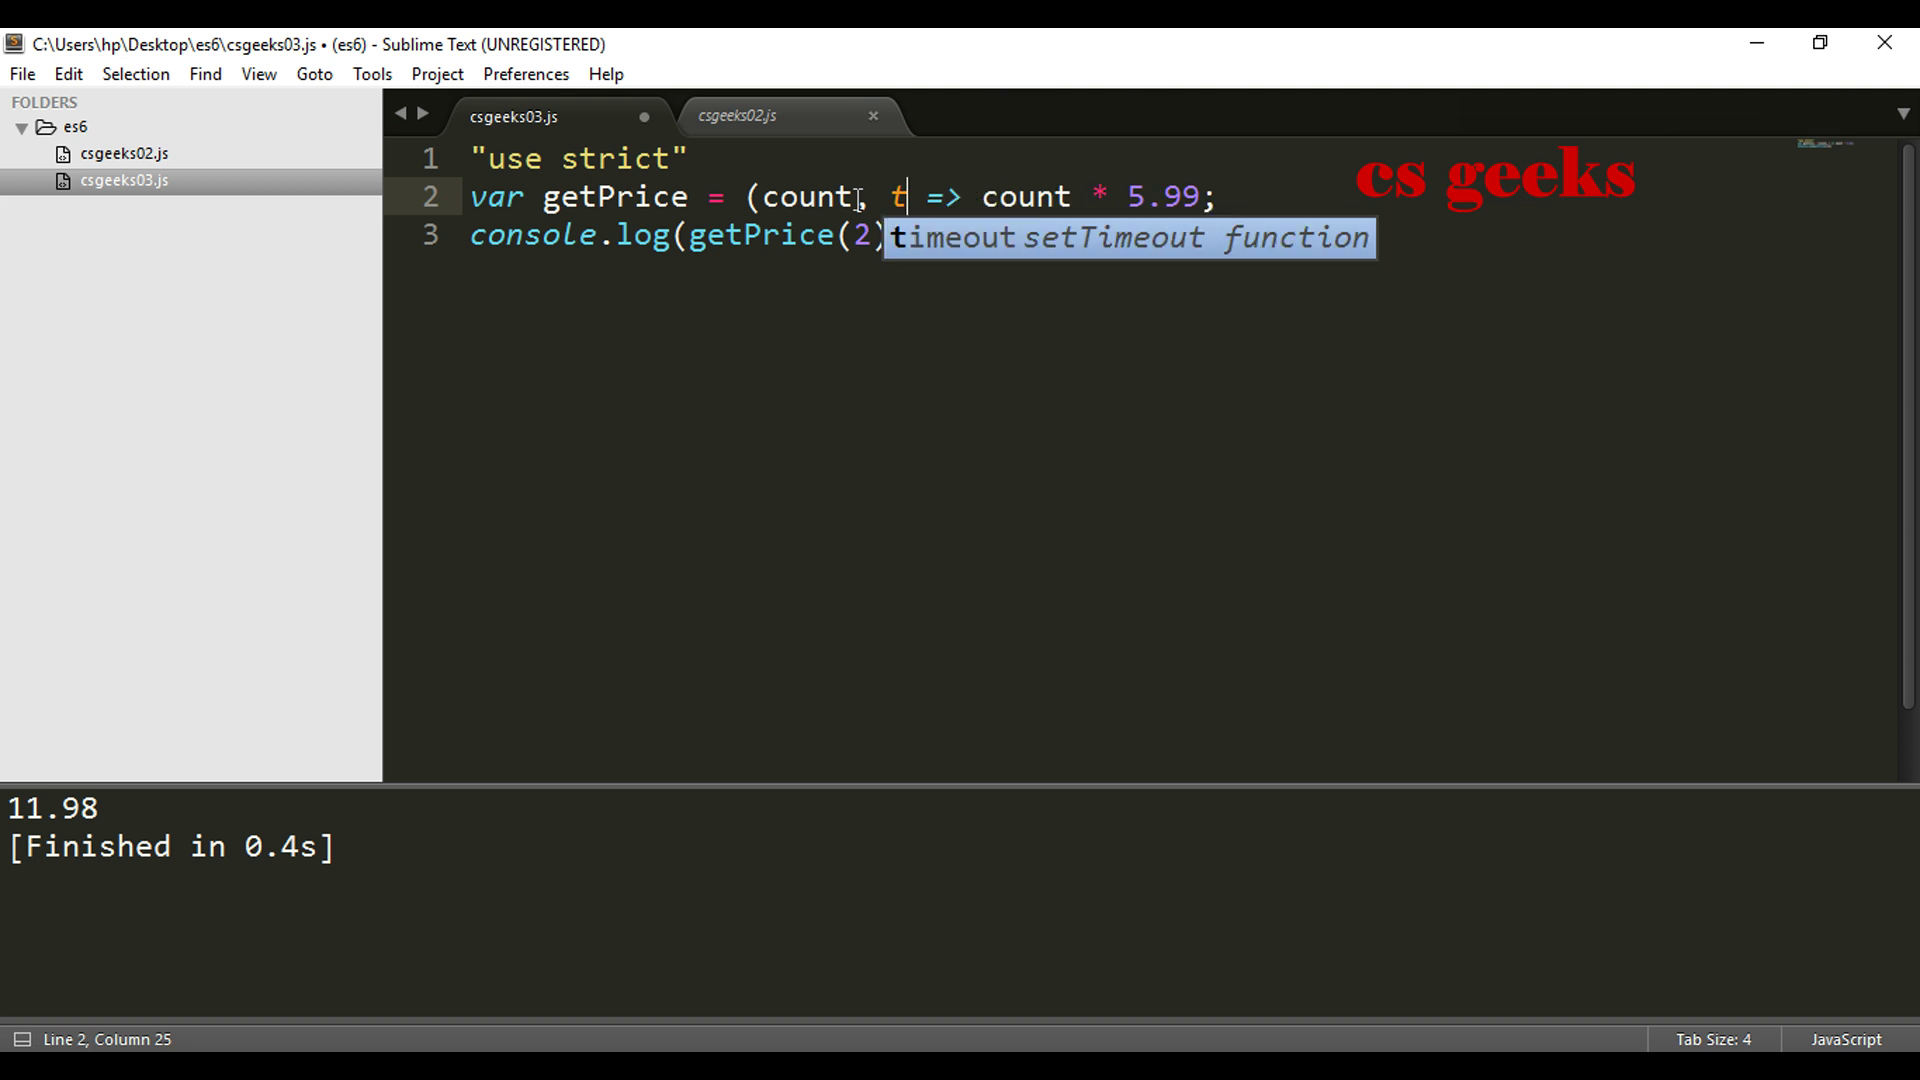 C:\Users\hp\Desktop\es6\csgeeks03.js • (es6) - Sublime Text (UNREGISTERED)
File Edit Selection Find View Goto Tools Project Preferences Help
FOLDERS
es6
csgeeks02.js
csgeeks03.js
csgeeks03.js
csgeeks02.js
cs geeks
1 "use strict"
2 var getPrice = (count, t => count * 5.99;
3 console.log(getPrice(2)
timeout setTimeout function
11.98
[Finished in 0.4s]
Line 2, Column 25
Tab Size: 4
JavaScript